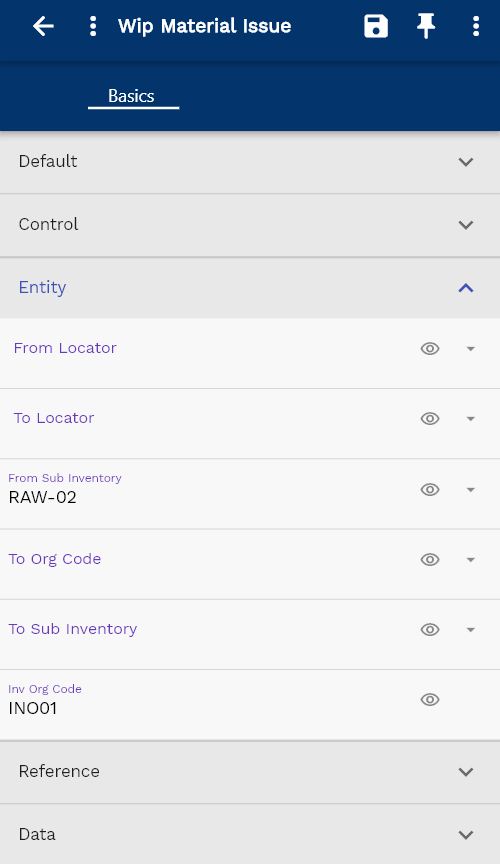 Wip Material Issue
Basics
Default
Control
Entity
From Locator
To Locator
From Sub Inventory
RAW-02
To Org Code
To Sub Inventory
Inv Org Code
INO01
Reference
Data